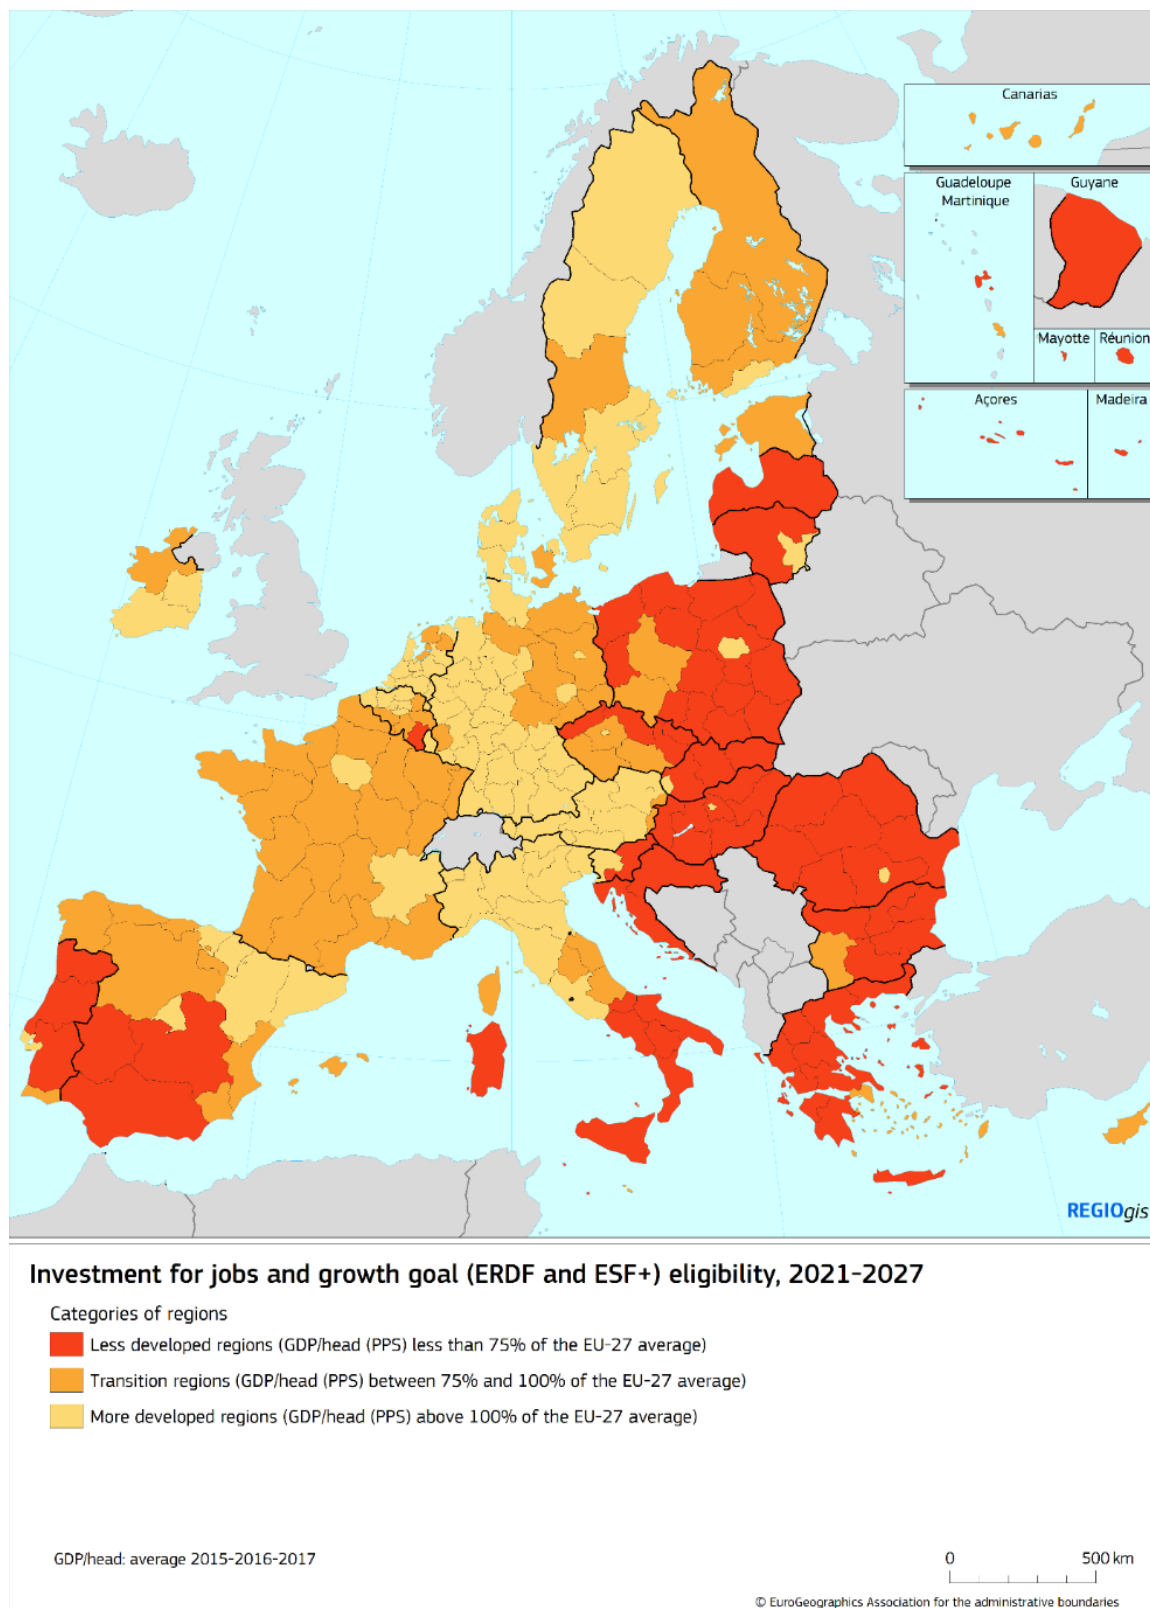 Canarias
Guadeloupe
Martinique
Guyane
Mayotte
Réunion
Açores
Madeira
REGIOgis
Investment for jobs and growth goal (ERDF and ESF+) eligibility, 2021-2027
Categories of regions
Less developed regions (GDP/head (PPS) less than 75% of the EU-27 average)
Transition regions (GDP/head (PPS) between 75% and 100% of the EU-27 average)
More developed regions (GDP/head (PPS) above 100% of the EU-27 average)
GDP/head: average 2015-2016-2017
0 500 km
© EuroGeographics Association for the administrative boundaries